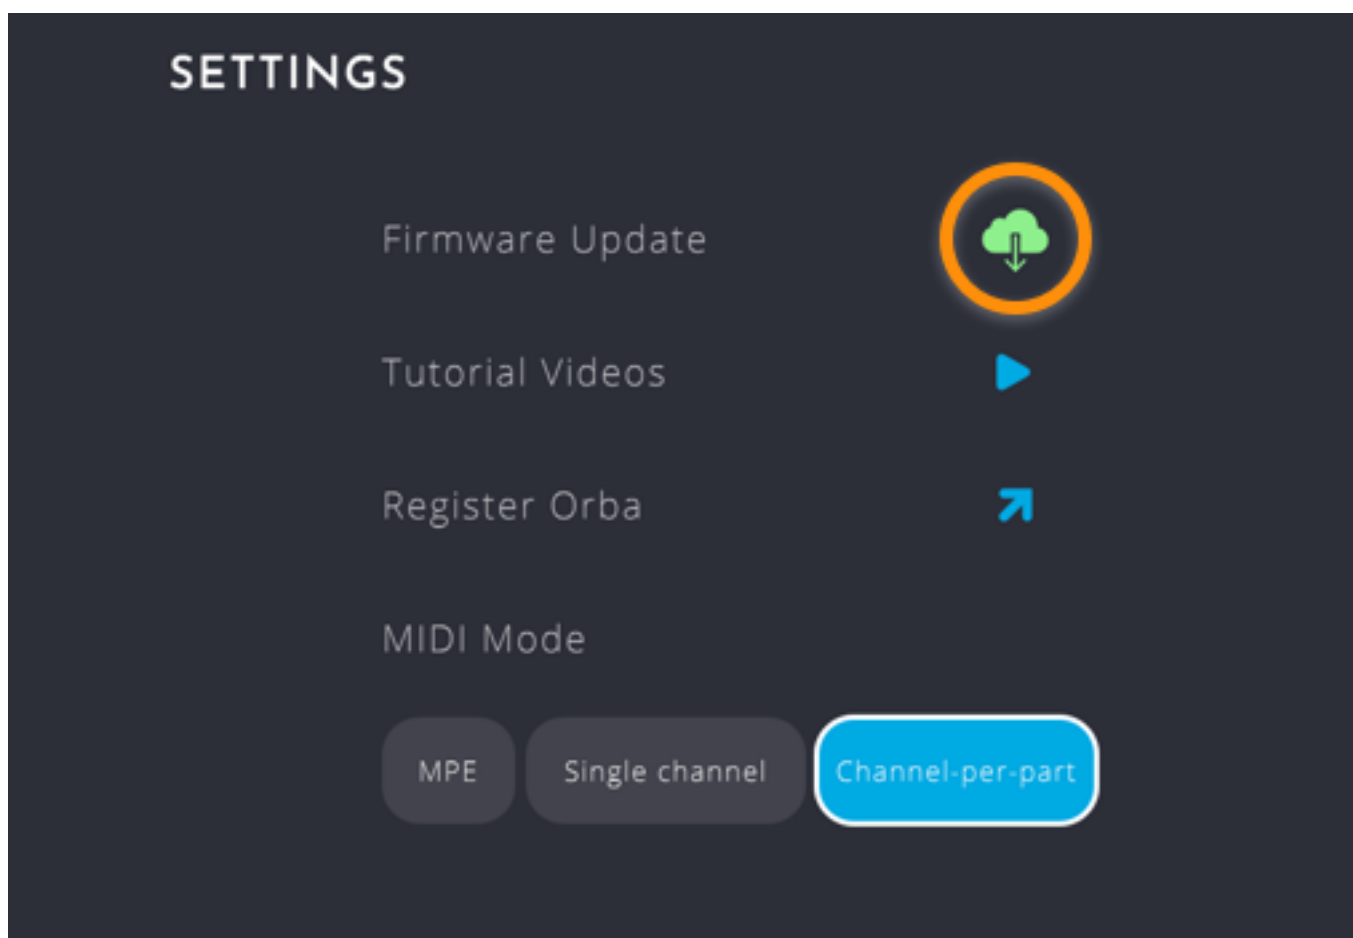 SETTINGS
Firmware Update
Tutorial Videos
Register Orba
MIDI Mode
MPE Single channel Channel-per-part